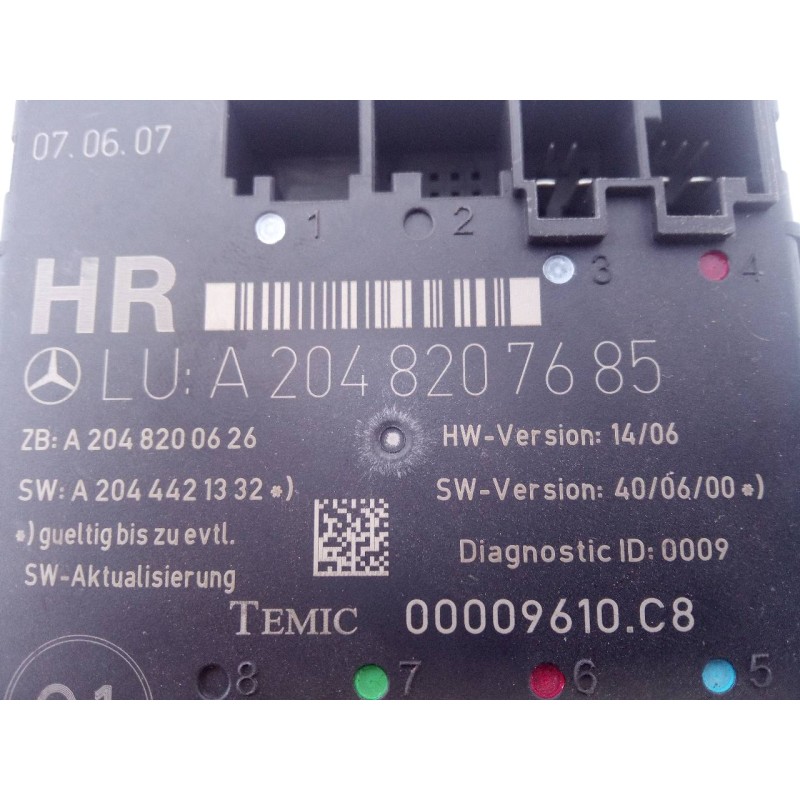 07.06.07
1 2
3 4
HR
LU: A 204 820 76 85
ZB: A 204 820 06 26
HW-Version: 14/06
SW: A 204 442 13 32 *)
SW-Version: 40/06/00 *)
*) gueltig bis zu evtl.
SW-Aktualisierung
Diagnostic ID: 0009
TEMIC 00009610.C8
8 7 6 5